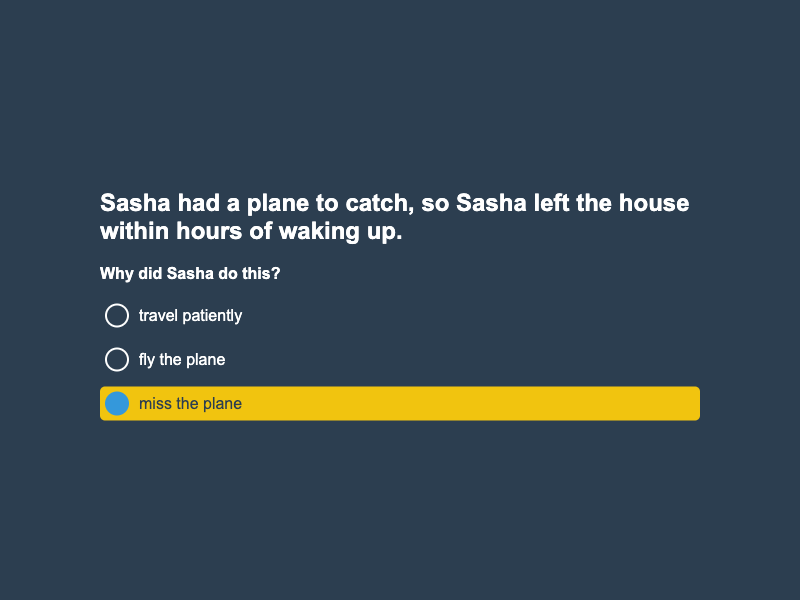 Sasha had a plane to catch, so Sasha left the house
within hours of waking up.
Why did Sasha do this?
travel patiently
fly the plane
miss the plane